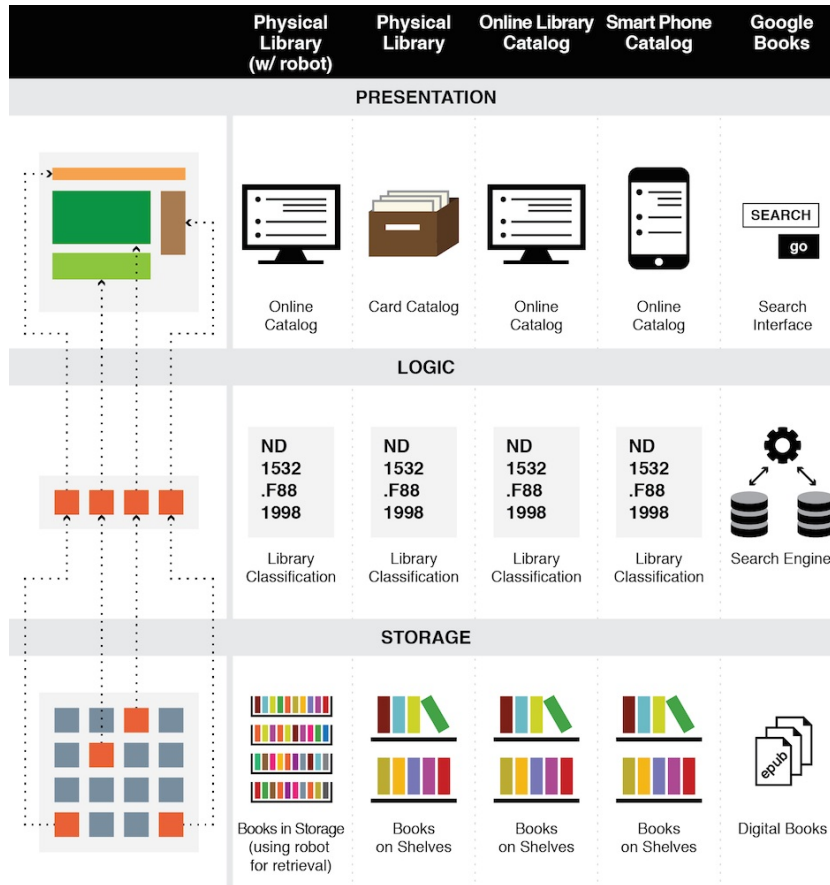 Physical
Library
(w/ robot)
Physical
Library
Online Library
Catalog
Smart Phone
Catalog
Google
Books
PRESENTATION
Online
Catalog
Card Catalog
Online
Catalog
Online
Catalog
SEARCH
go
Search
Interface
LOGIC
ND
1532
.F88
1998
Library
Classification
ND
1532
.F88
1998
Library
Classification
ND
1532
.F88
1998
Library
Classification
ND
1532
.F88
1998
Library
Classification
Search Engine
STORAGE
Books in Storage
(using robot
for retrieval)
Books
on Shelves
Books
on Shelves
Books
on Shelves
epub
Digital Books